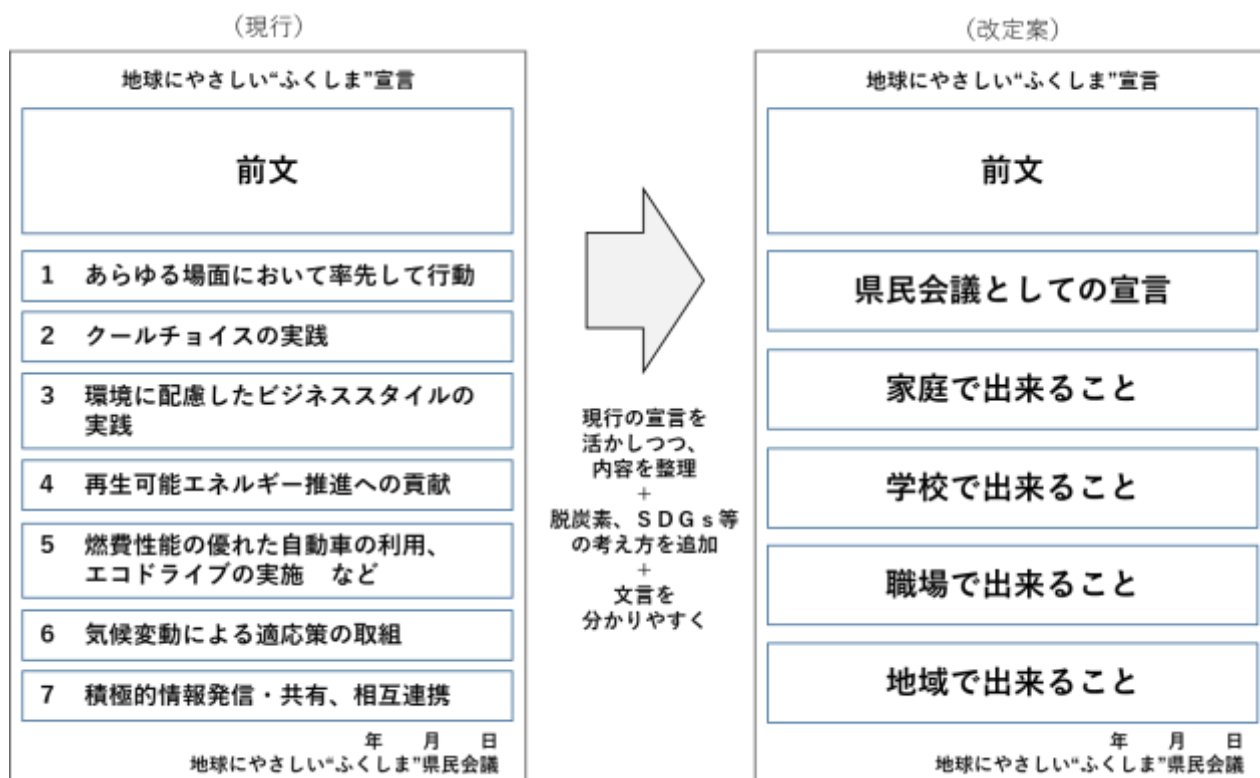 （現行）
地球にやさしい“ふくしま”宣言
前文
1 あらゆる場面において率先して行動
2 クールチョイスの実践
3 環境に配慮したビジネススタイルの
実践
4 再生可能エネルギー推進への貢献
5 燃費性能の優れた自動車の利用、
エコドライブの実施　など
6 気候変動による適応策の取組
7 積極的情報発信・共有、相互連携
年　月　日
地球にやさしい“ふくしま”県民会議
現行の宣言を
活かしつつ、
内容を整理
+
脱炭素、ＳＤＧｓ等
の考え方を追加
+
文言を
分かりやすく
（改定案）
地球にやさしい“ふくしま”宣言
前文
県民会議としての宣言
家庭で出来ること
学校で出来ること
職場で出来ること
地域で出来ること
年　月　日
地球にやさしい“ふくしま”県民会議